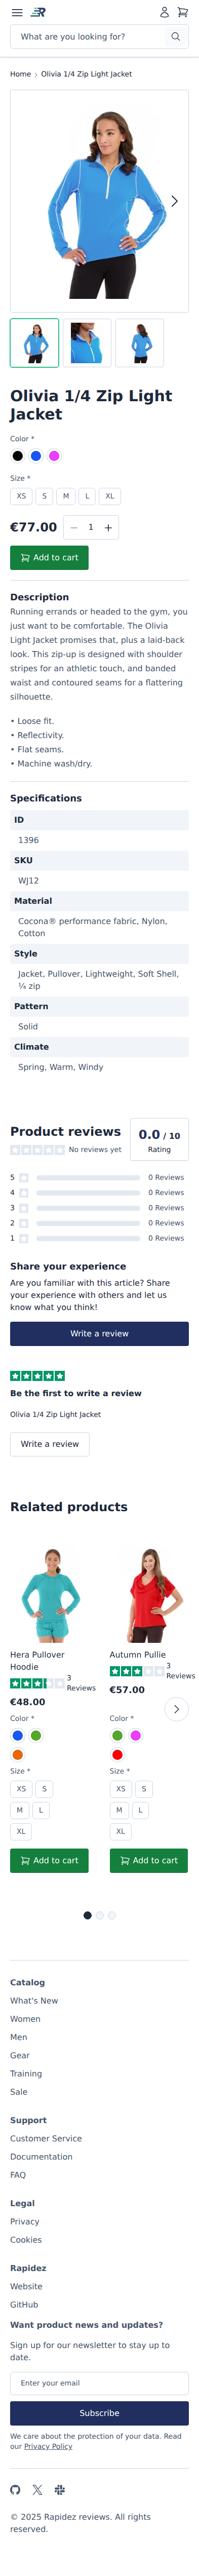 What are you looking for?
Home > Olivia 1/4 Zip Light Jacket
Olivia 1/4 Zip Light
Jacket
Color *
Size *
XS S M L XL
€77.00 − 1 +
Add to cart
Description
Running errands or headed to the gym, you
just want to be comfortable. The Olivia
Light Jacket promises that, plus a laid-back
look. This zip-up is designed with shoulder
stripes for an athletic touch, and banded
waist and contoured seams for a flattering
silhouette.
• Loose fit.
• Reflectivity.
• Flat seams.
• Machine wash/dry.
Specifications
ID
1396
SKU
WJ12
Material
Cocona® performance fabric, Nylon,
Cotton
Style
Jacket, Pullover, Lightweight, Soft Shell,
¼ zip
Pattern
Solid
Climate
Spring, Warm, Windy
Product reviews
No reviews yet
0.0 / 10
Rating
5 0 Reviews
4 0 Reviews
3 0 Reviews
2 0 Reviews
1 0 Reviews
Share your experience
Are you familiar with this article? Share
your experience with others and let us
know what you think!
Write a review
Be the first to write a review
Olivia 1/4 Zip Light Jacket
Write a review
Related products
Hera Pullover
Hoodie
3
Reviews
€48.00
Color *
Size *
XS S
M L
XL
Add to cart
Autumn Pullie
3
Reviews
€57.00
Color *
Size *
XS S
M L
XL
Add to cart
Catalog
What's New
Women
Men
Gear
Training
Sale
Support
Customer Service
Documentation
FAQ
Legal
Privacy
Cookies
Rapidez
Website
GitHub
Want product news and updates?
Sign up for our newsletter to stay up to
date.
Enter your email
Subscribe
We care about the protection of your data. Read
our Privacy Policy
© 2025 Rapidez reviews. All rights
reserved.